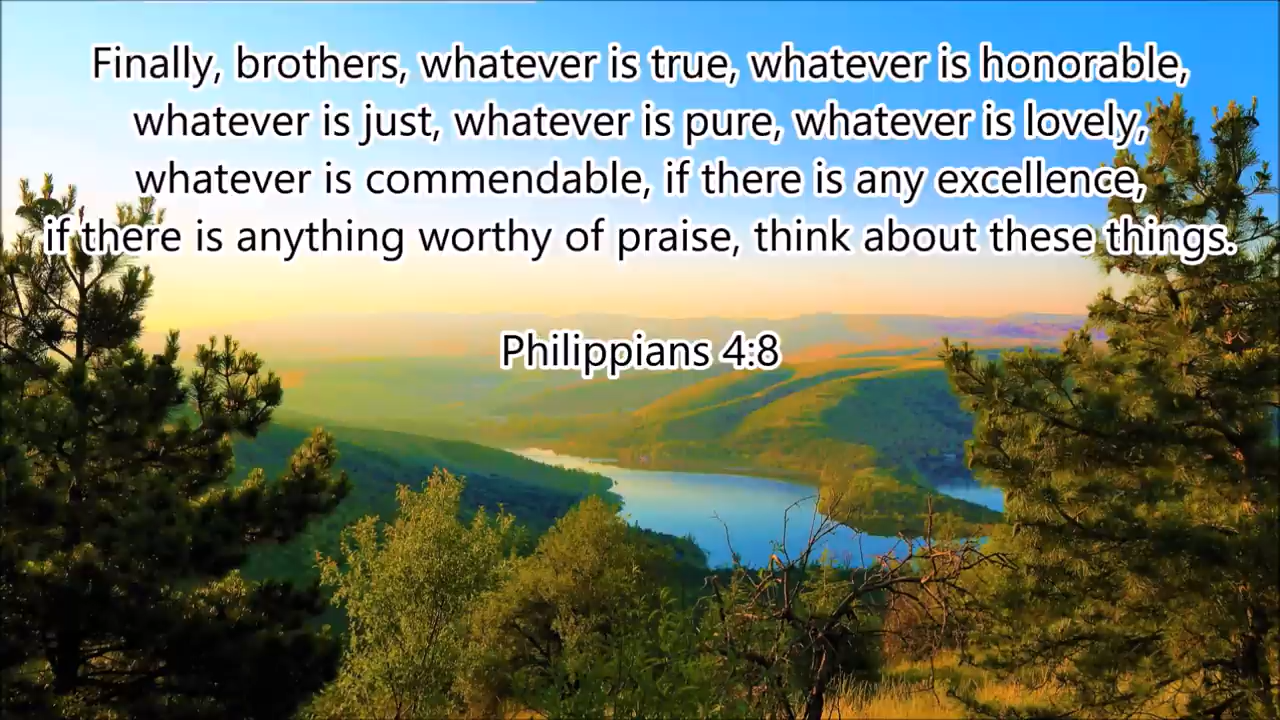 Finally, brothers, whatever is true, whatever is honorable,
whatever is just, whatever is pure, whatever is lovely,
whatever is commendable, if there is any excellence,
if there is anything worthy of praise, think about these things.
Philippians 4:8